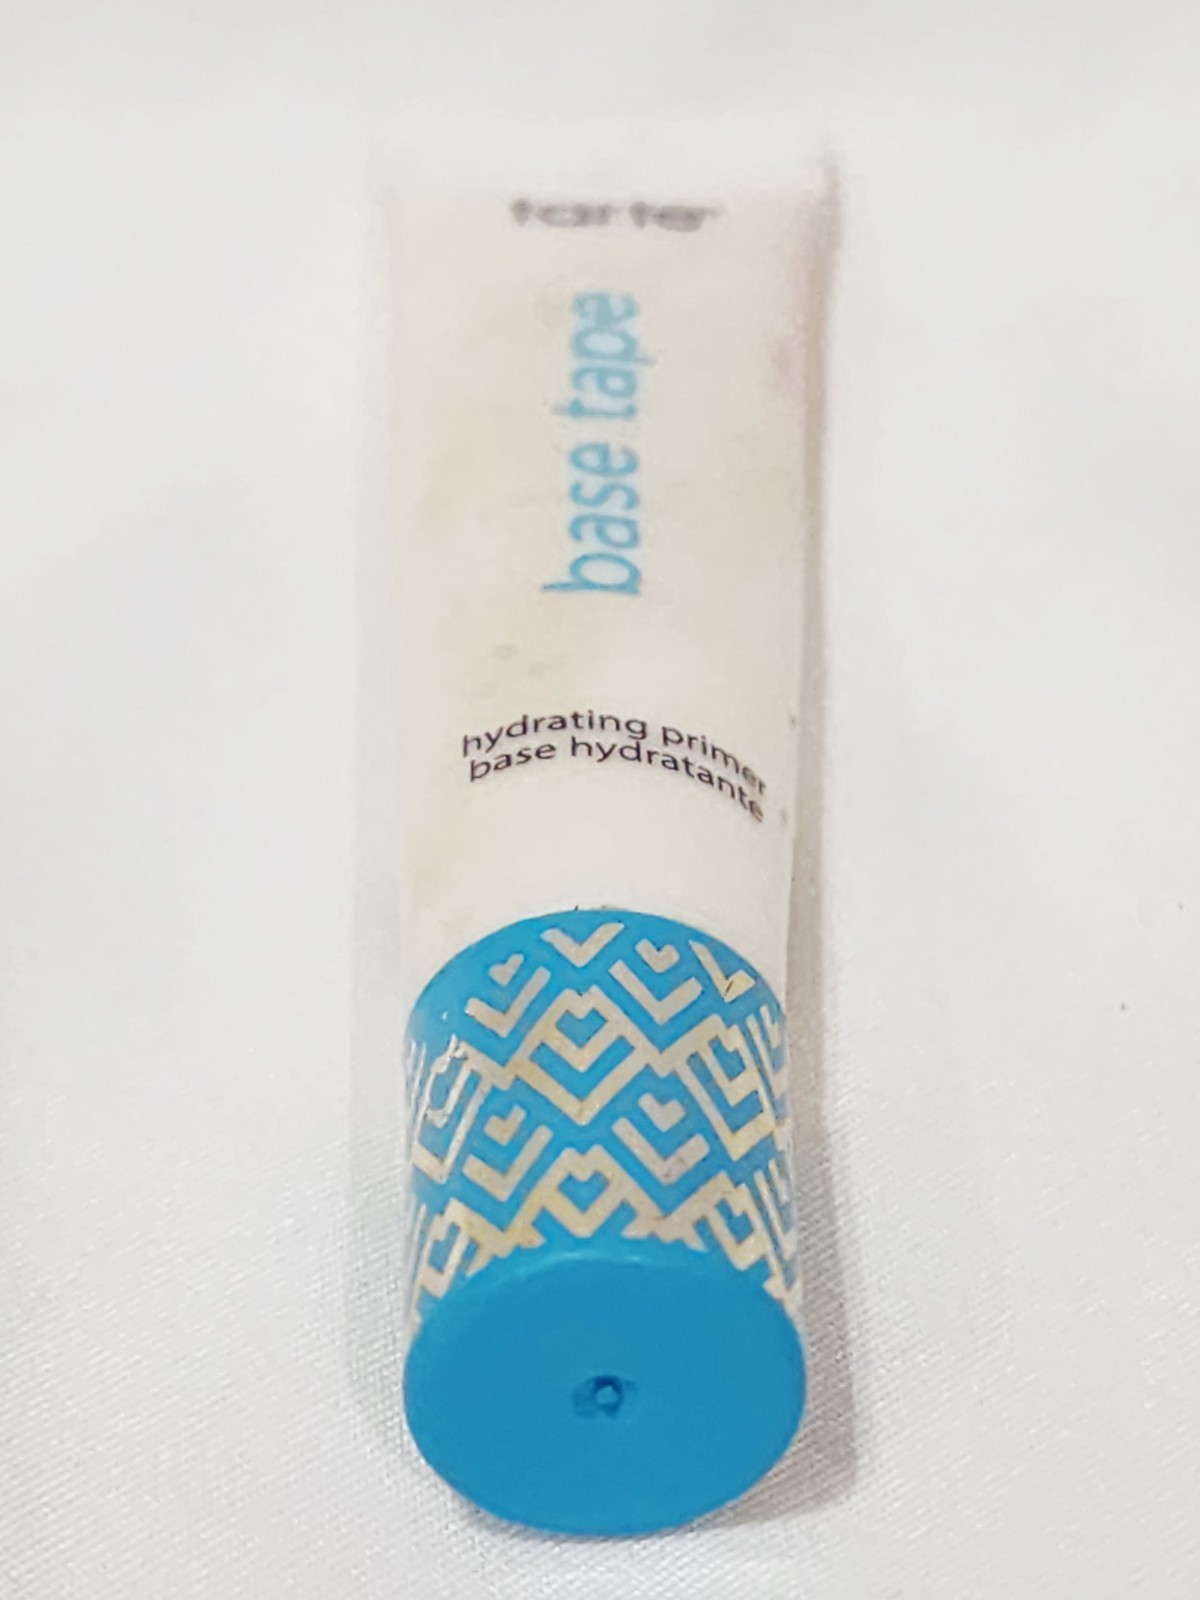 tarte
base tape
hydrating primer
base hydratante